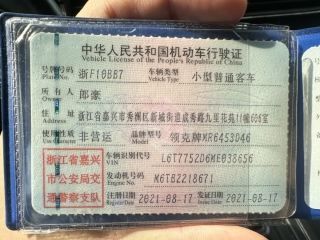 中华人民共和国机动车行驶证
Vehicle License of the People's Republic of China
号牌号码 浙F10BB7 车辆类型 小型普通客车
Plate No. Vehicle Type
所有人 郎豪
Owner
住址 浙江省嘉兴市秀洲区新城街道成秀路九里花苑11幢606室
Address
使用性质 非营运 品牌型号 领克牌MR6453D46
Use Character Model
浙江省嘉兴
市公安局交
通警察支队
车辆识别代号 L6T7752D6ME038656
VIN
发动机号码 M6TB2218671
Engine No.
注册日期 2021-08-17 发证日期 2021-08-17
Register Date Issue Date